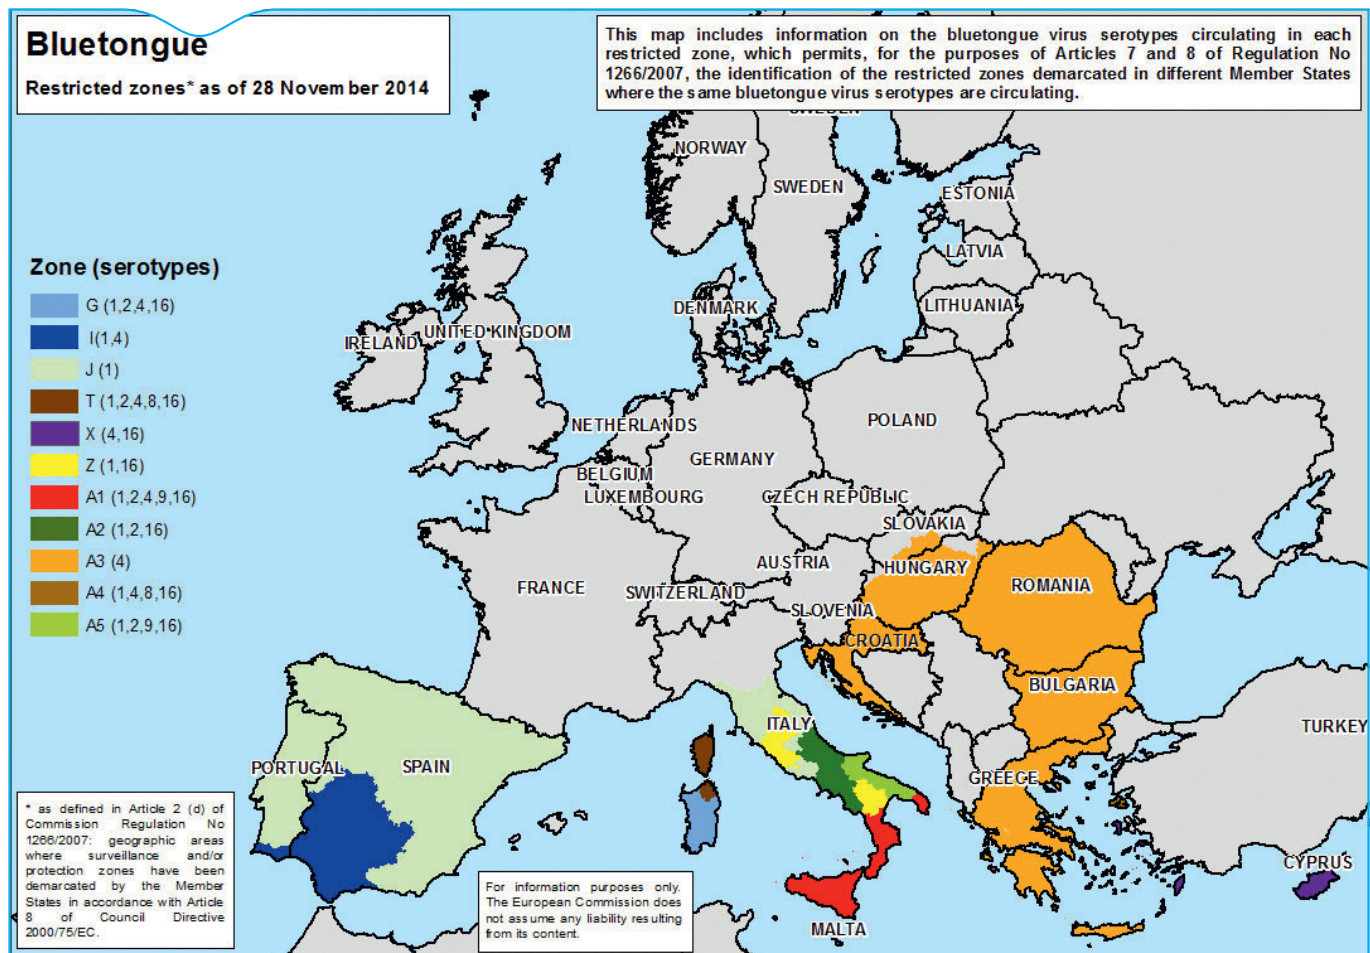 Bluetongue
Restricted zones* as of 28 November 2014
This map includes information on the bluetongue virus serotypes circulating in each
restricted zone, which permits, for the purposes of Articles 7 and 8 of Regulation No
1266/2007, the identification of the restricted zones demarcated in different Member States
where the same bluetongue virus serotypes are circulating.
SWEDEN
NORWAY
SWEDEN
ESTONIA
LATVIA
LITHUANIA
DENMARK
IRELAND
UNITED KINGDOM
NETHERLANDS
POLAND
BELGIUM
GERMANY
LUXEMBOURG
CZECH REPUBLIC
SLOVAKIA
AUSTRIA
HUNGARY
FRANCE
SWITZERLAND
ROMANIA
SLOVENIA
CROATIA
BULGARIA
ITALY
TURKEY
PORTUGAL
SPAIN
GREECE
CYPRUS
MALTA
Zone (serotypes)
G (1,2,4,16)
I(1,4)
J (1)
T (1,2,4,8,16)
X (4,16)
Z (1,16)
A1 (1,2,4,9,16)
A2 (1,2,16)
A3 (4)
A4 (1,4,8,16)
A5 (1,2,9,16)
* as defined in Article 2 (d) of
Commission Regulation No
1266/2007: geographic areas
where surveillance and/or
protection zones have been
demarcated by the Member
States in accordance with Article
8 of Council Directive
2000/75/EC.
For information purposes only.
The European Commission does
not assume any liability resulting
from its content.